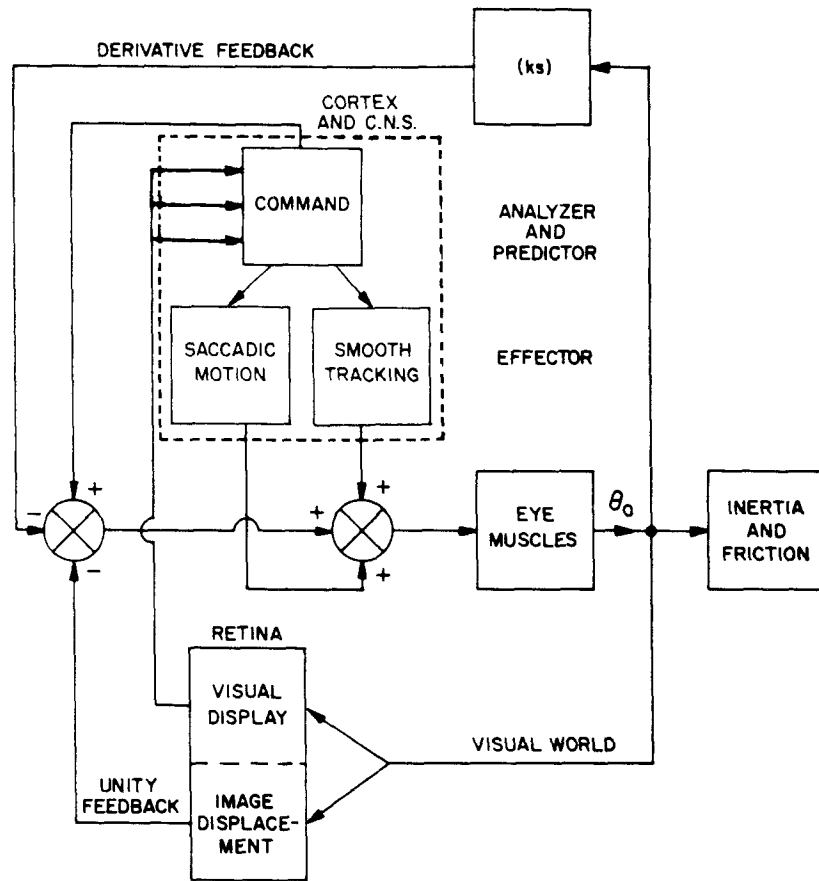 DERIVATIVE FEEDBACK
(ks)
CORTEX
AND C.N.S.
COMMAND
ANALYZER
AND
PREDICTOR
SACCADIC
MOTION
SMOOTH
TRACKING
EFFECTOR
-
+
-
+
+
+
EYE
MUSCLES
θo
INERTIA
AND
FRICTION
RETINA
VISUAL
DISPLAY
VISUAL WORLD
UNITY
FEEDBACK
IMAGE
DISPLACE-
MENT